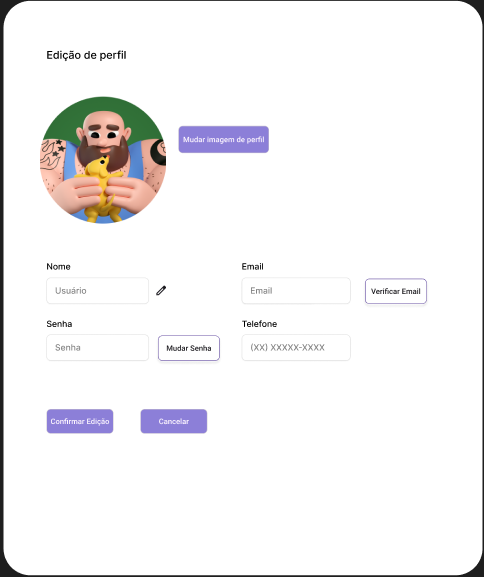 Edição de perfil
Mudar imagem de perfil
Nome
Email
Usuário
Email
Verificar Email
Senha
Telefone
Senha
Mudar Senha
(XX) XXXXX-XXXX
Confirmar Edição
Cancelar